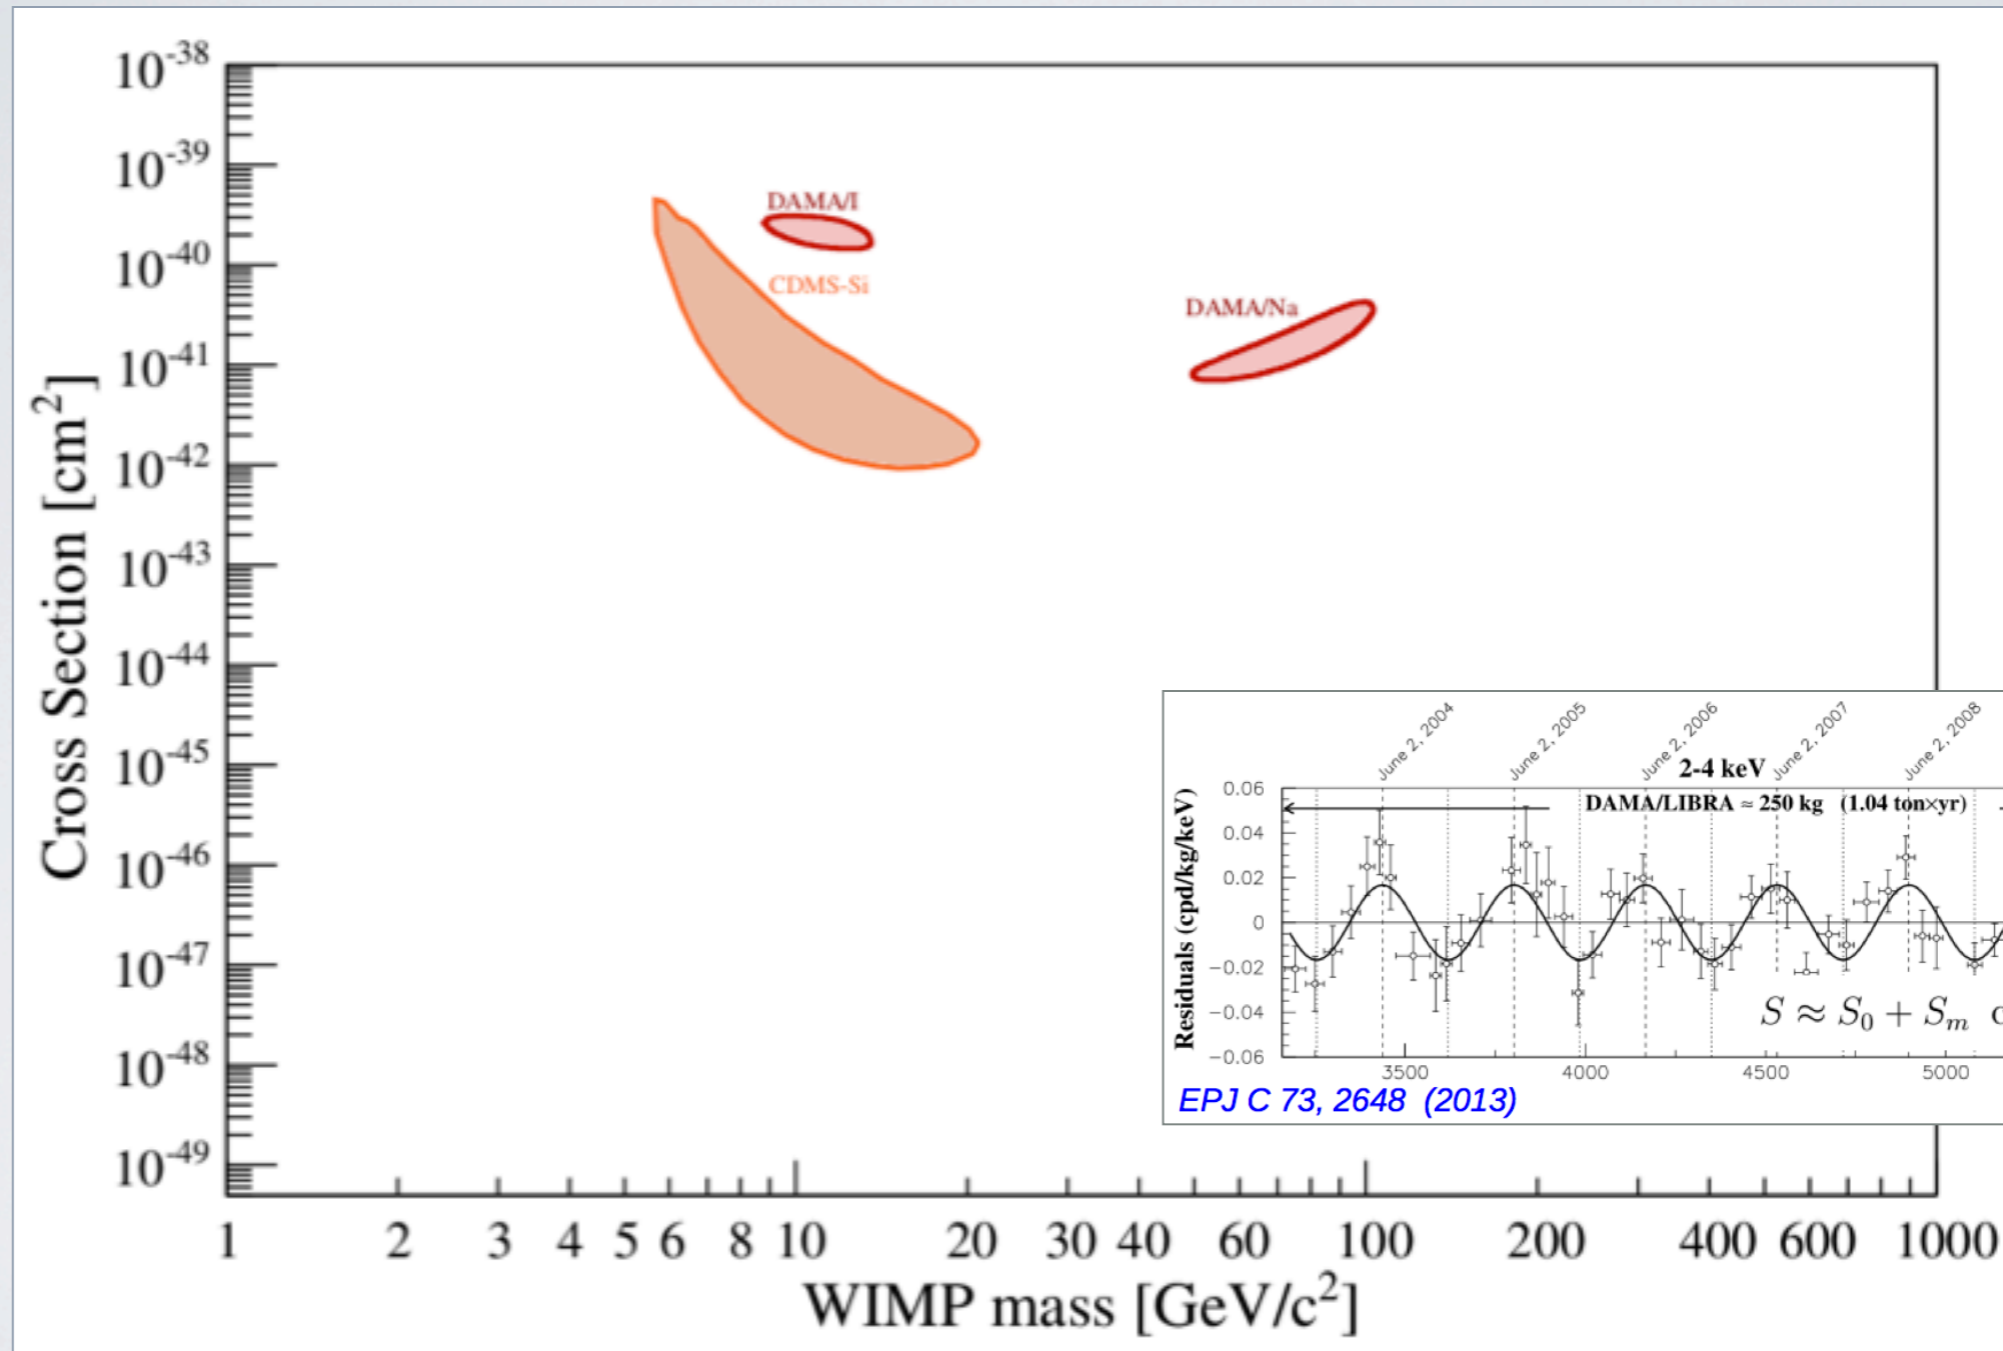 10-38
10-39
10-40
10-41
10-42
10-43
10-44
10-45
10-46
10-47
10-48
10-49
Cross Section [cm2]
DAMA/I
CDMS-Si
DAMA/Na
1 2 3 4 5 6 8 10 20 30 40 60 100 200 400 600 1000
WIMP mass [GeV/c2]
June 2, 2004
June 2, 2005
June 2, 2006
June 2, 2007
June 2, 2008
2-4 keV
DAMA/LIBRA ≈ 250 kg (1.04 ton×yr)
Residuals (cpd/kg/keV)
0.06
0.04
0.02
0
−0.02
−0.04
−0.06
S ≈ S0 + Sm
3500 4000 4500 5000
EPJ C 73, 2648 (2013)